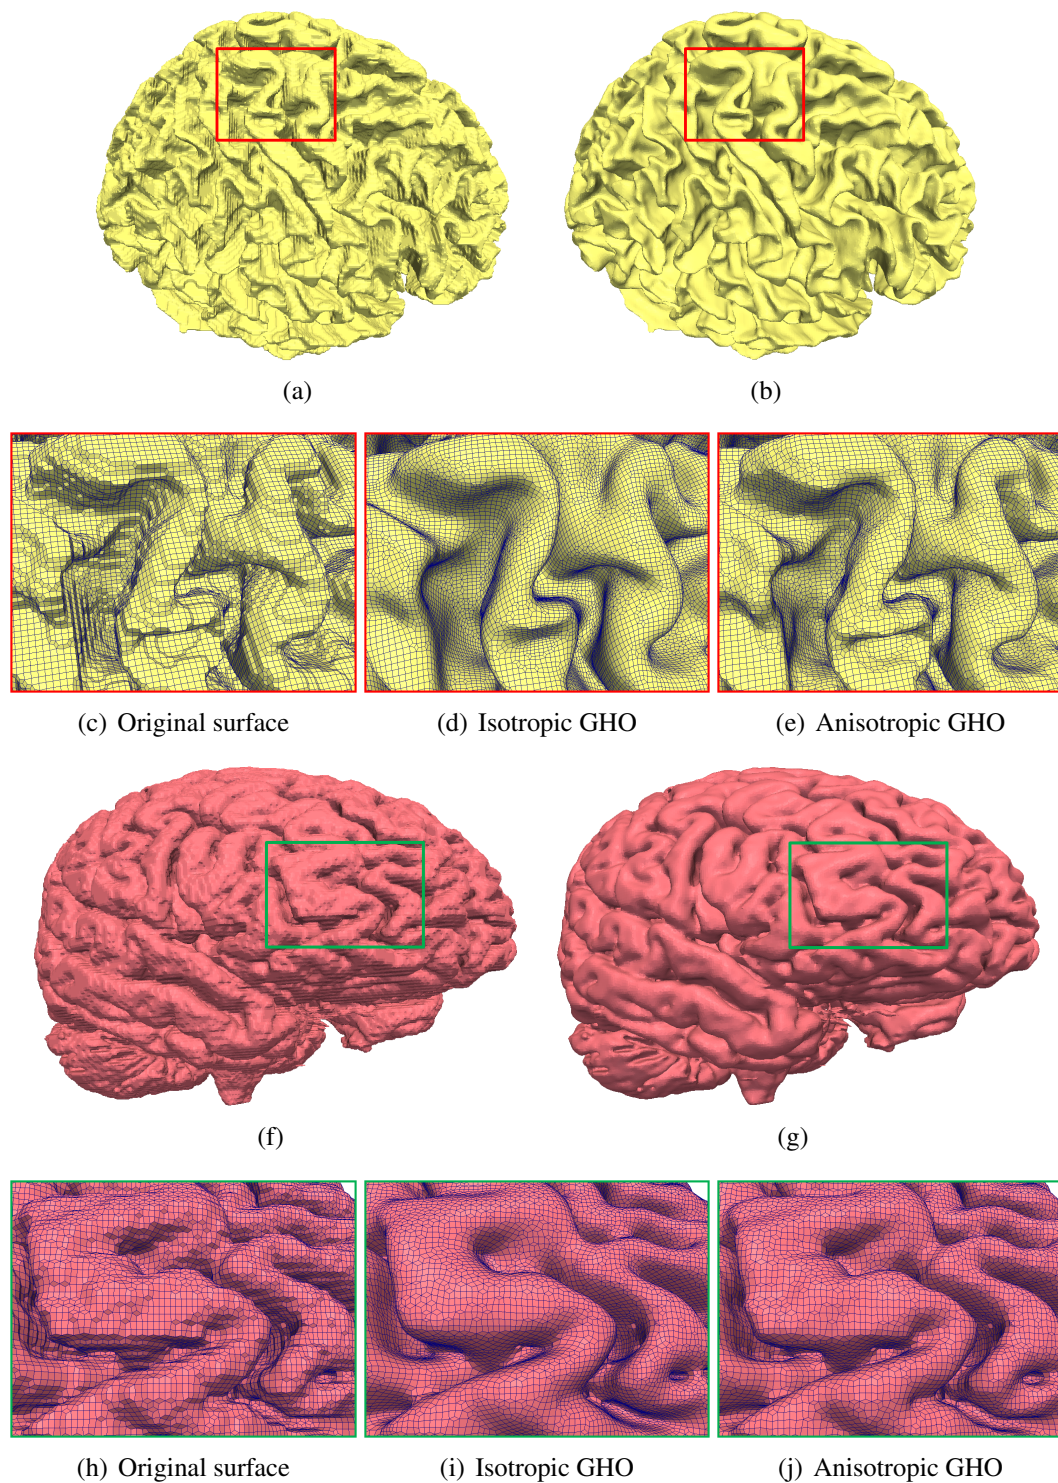 (a)
(b)
(c) Original surface
(d) Isotropic GHO
(e) Anisotropic GHO
(f)
(g)
(h) Original surface
(i) Isotropic GHO
(j) Anisotropic GHO